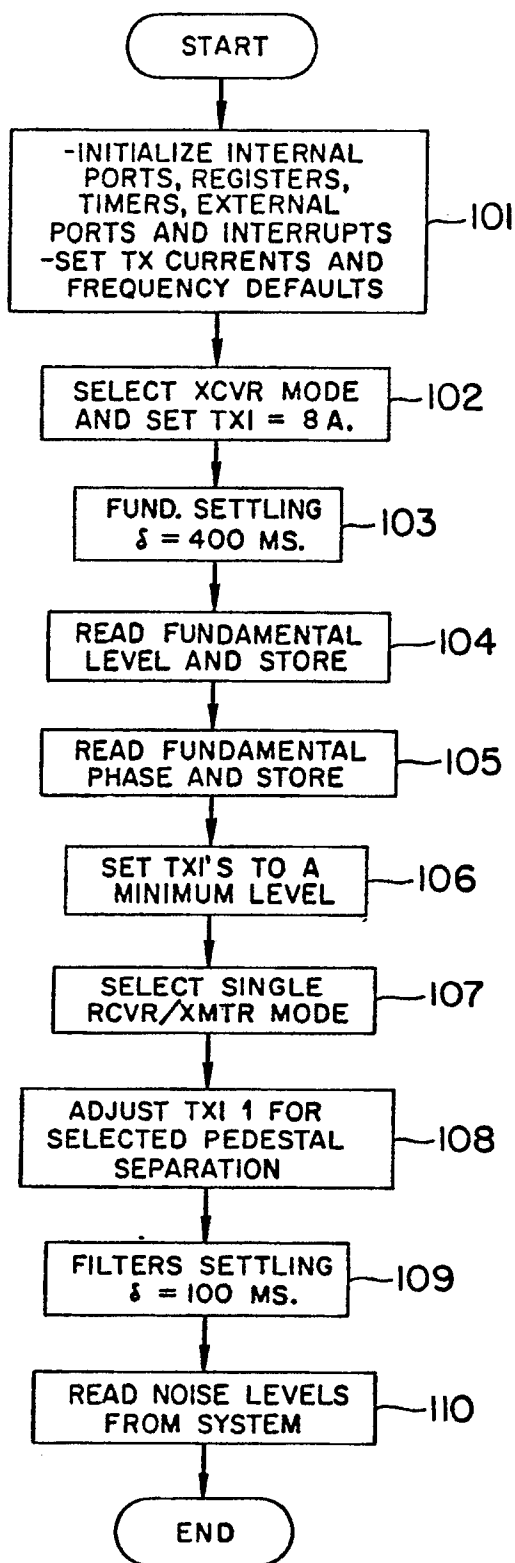 START
-INITIALIZE INTERNAL
PORTS, REGISTERS,
TIMERS, EXTERNAL
PORTS AND INTERRUPTS
-SET TX CURRENTS AND
FREQUENCY DEFAULTS
101
SELECT XCVR MODE
AND SET TXI = 8 A.
102
FUND. SETTLING
δ = 400 MS.
103
READ FUNDAMENTAL
LEVEL AND STORE
104
READ FUNDAMENTAL
PHASE AND STORE
105
SET TXI'S TO A
MINIMUM LEVEL
106
SELECT SINGLE
RCVR/XMTR MODE
107
ADJUST TXI 1 FOR
SELECTED PEDESTAL
SEPARATION
108
FILTERS SETTLING
δ = 100 MS.
109
READ NOISE LEVELS
FROM SYSTEM
110
END